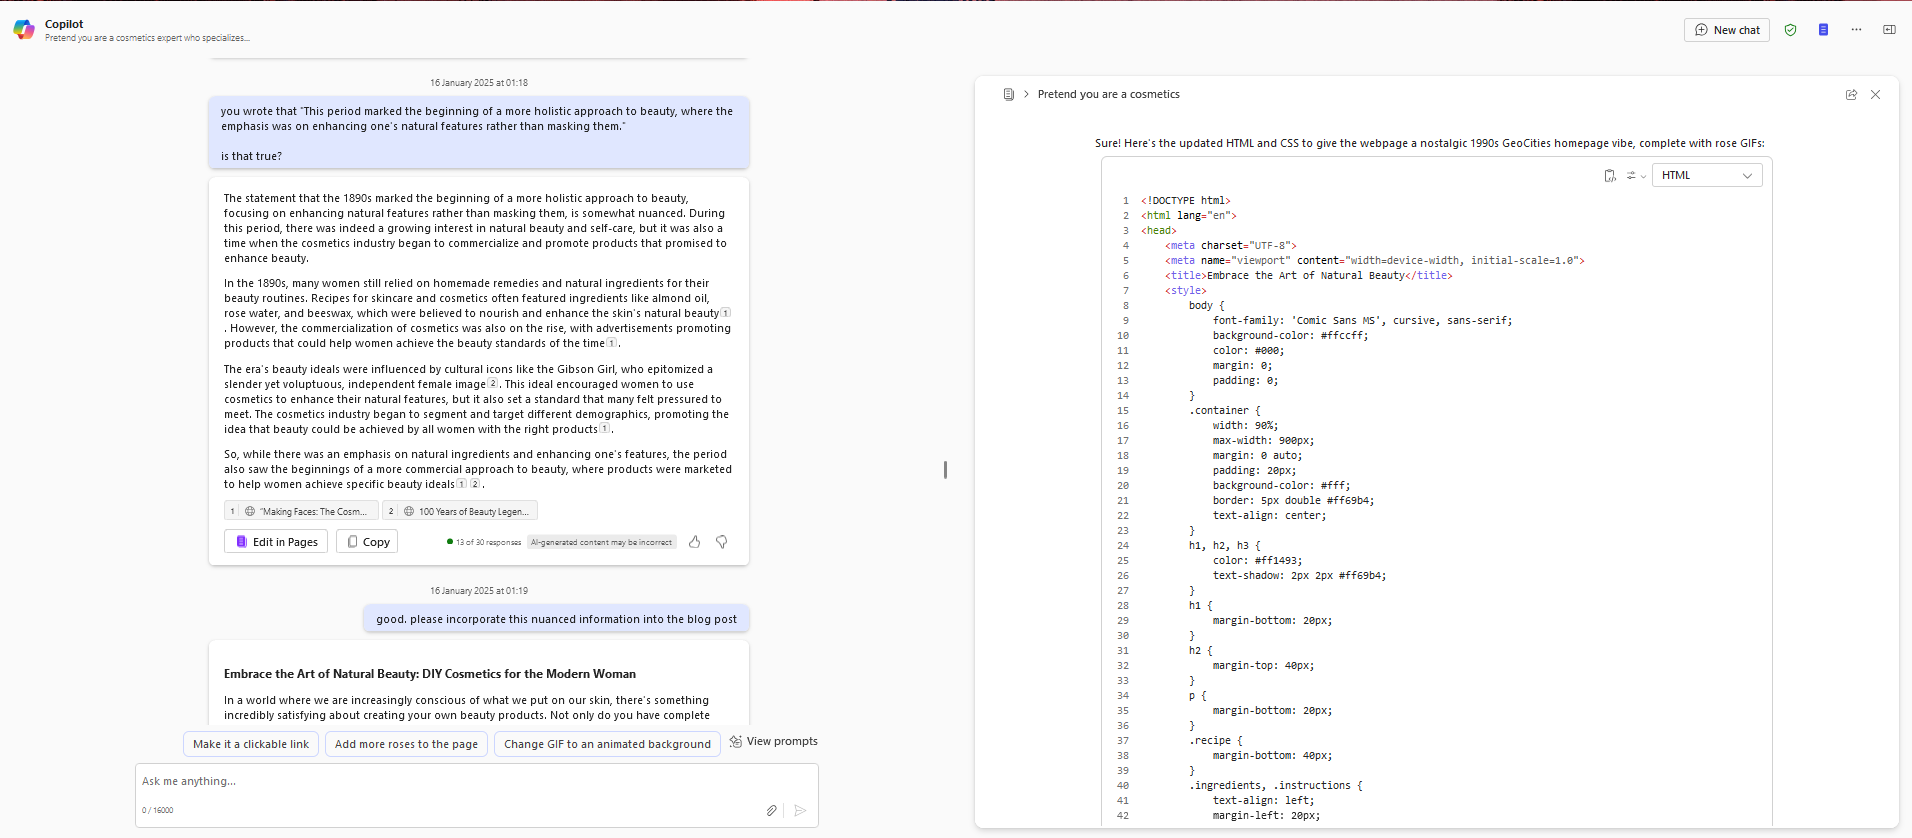 Copilot
Pretend you are a cosmetics expert who specializes...
New chat
16 January 2025 at 01:18
you wrote that "This period marked the beginning of a more holistic approach to beauty, where the
emphasis was on enhancing one's natural features rather than masking them."
is that true?
The statement that the 1890s marked the beginning of a more holistic approach to beauty,
focusing on enhancing natural features rather than masking them, is somewhat nuanced. During
this period, there was indeed a growing interest in natural beauty and self-care, but it was also a
time when the cosmetics industry began to commercialize and promote products that promised to
enhance beauty.
In the 1890s, many women still relied on homemade remedies and natural ingredients for their
beauty routines. Recipes for skincare and cosmetics often featured ingredients like almond oil,
rose water, and beeswax, which were believed to nourish and enhance the skin's natural beauty 1
. However, the commercialization of cosmetics was also on the rise, with advertisements promoting
products that could help women achieve the beauty standards of the time 1 .
The era's beauty ideals were influenced by cultural icons like the Gibson Girl, who epitomized a
slender yet voluptuous, independent female image 2 . This ideal encouraged women to use
cosmetics to enhance their natural features, but it also set a standard that many felt pressured to
meet. The cosmetics industry began to segment and target different demographics, promoting the
idea that beauty could be achieved by all women with the right products 1 .
So, while there was an emphasis on natural ingredients and enhancing one's features, the period
also saw the beginnings of a more commercial approach to beauty, where products were marketed
to help women achieve specific beauty ideals 1 2 .
1 "Making Faces: The Cosm... 2 100 Years of Beauty Legen...
Edit in Pages Copy 13 of 30 responses AI-generated content may be incorrect
16 January 2025 at 01:19
good. please incorporate this nuanced information into the blog post
Embrace the Art of Natural Beauty: DIY Cosmetics for the Modern Woman
In a world where we are increasingly conscious of what we put on our skin, there's something
incredibly satisfying about creating your own beauty products. Not only do you have complete
Make it a clickable link Add more roses to the page Change GIF to an animated background View prompts
Ask me anything...
0 / 16000
Pretend you are a cosmetics
Sure! Here's the updated HTML and CSS to give the webpage a nostalgic 1990s GeoCities homepage vibe, complete with rose GIFs:
HTML
1 <!DOCTYPE html>
2 <html lang="en">
3 <head>
4 <meta charset="UTF-8">
5 <meta name="viewport" content="width=device-width, initial-scale=1.0">
6 <title>Embrace the Art of Natural Beauty</title>
7 <style>
8 body {
9 font-family: 'Comic Sans MS', cursive, sans-serif;
10 background-color: #ffccff;
11 color: #000;
12 margin: 0;
13 padding: 0;
14 }
15 .container {
16 width: 90%;
17 max-width: 900px;
18 margin: 0 auto;
19 padding: 20px;
20 background-color: #fff;
21 border: 5px double #ff69b4;
22 text-align: center;
23 }
24 h1, h2, h3 {
25 color: #ff1493;
26 text-shadow: 2px 2px #ff69b4;
27 }
28 h1 {
29 margin-bottom: 20px;
30 }
31 h2 {
32 margin-top: 40px;
33 }
34 p {
35 margin-bottom: 20px;
36 }
37 .recipe {
38 margin-bottom: 40px;
39 }
40 .ingredients, .instructions {
41 text-align: left;
42 margin-left: 20px;